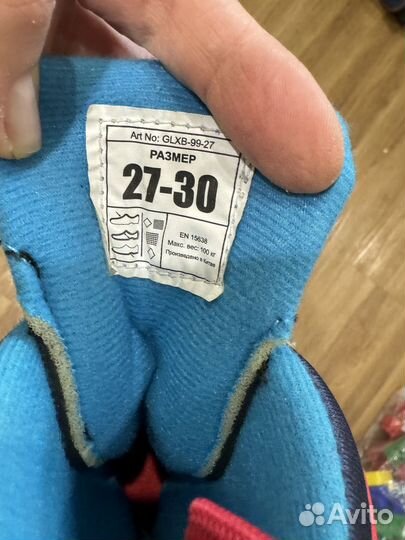 Art No: GLXB-99-27
РАЗМЕР
27-30
EN 15638
Макс. вес: 100 кг
Произведено в Китае
Avito